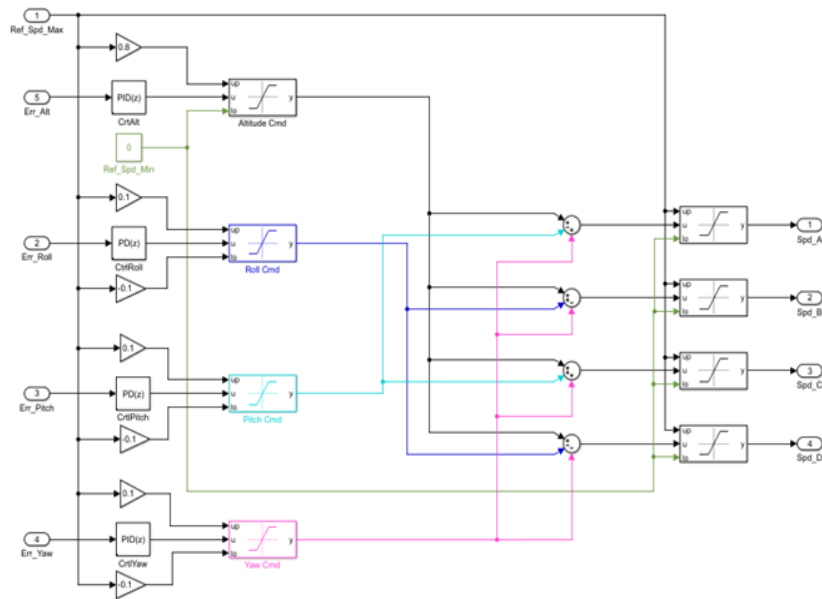 1
Ref_Spd_Max
0.8
up
u
lo
y
Altitude Cmd
5
Err_Alt
PID(z)
CrtAlt
0
Ref_Spd_Min
0.1
2
Err_Roll
PD(z)
CtrlRoll
-0.1
up
u
lo
y
Roll Cmd
0.1
3
Err_Pitch
PD(z)
CrtlPitch
-0.1
up
u
lo
y
Pitch Cmd
0.1
4
Err_Yaw
PID(z)
CrtlYaw
-0.1
up
u
lo
y
Yaw Cmd
up
u
lo
y
1
Spd_A
up
u
lo
y
2
Spd_B
up
u
lo
y
3
Spd_C
up
u
lo
y
4
Spd_D